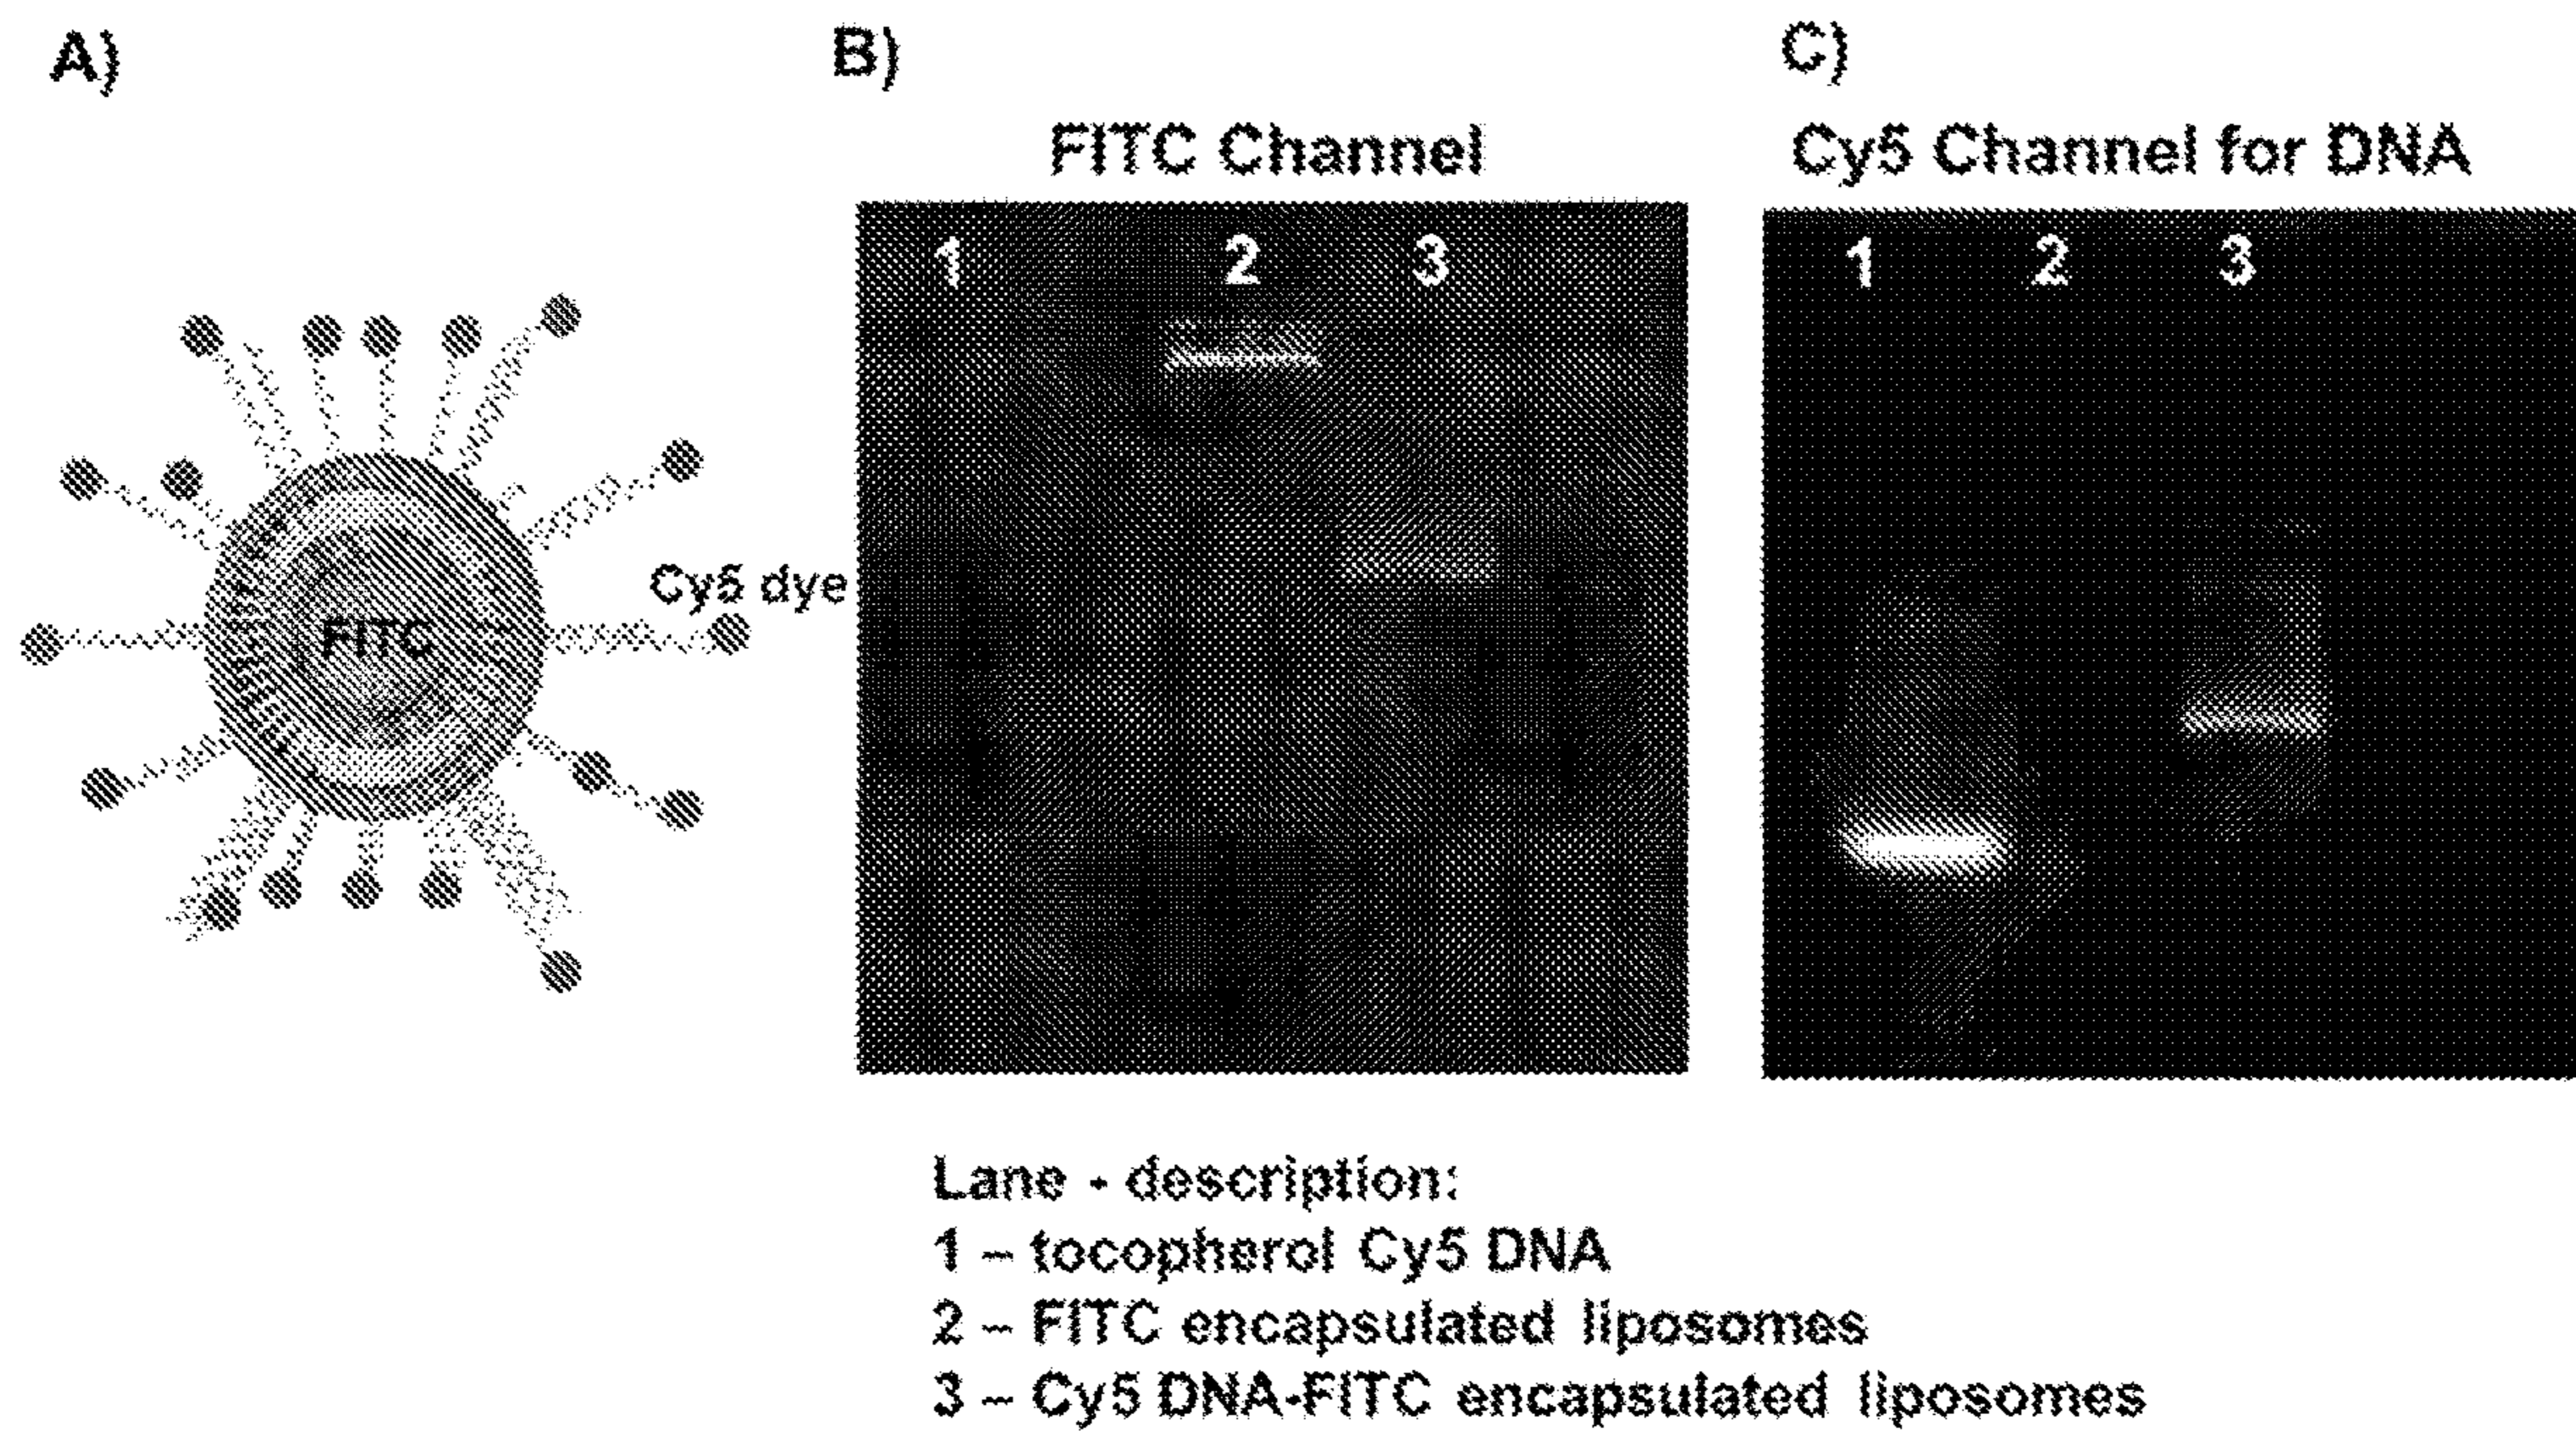 A)
B)
C)
FITC Channel
Cy5 Channel for DNA
1 2 3
1 2 3
Cy5 dye
FITC
Lane - description:
1 – tocopherol Cy5 DNA
2 – FITC encapsulated liposomes
3 – Cy5 DNA-FITC encapsulated liposomes